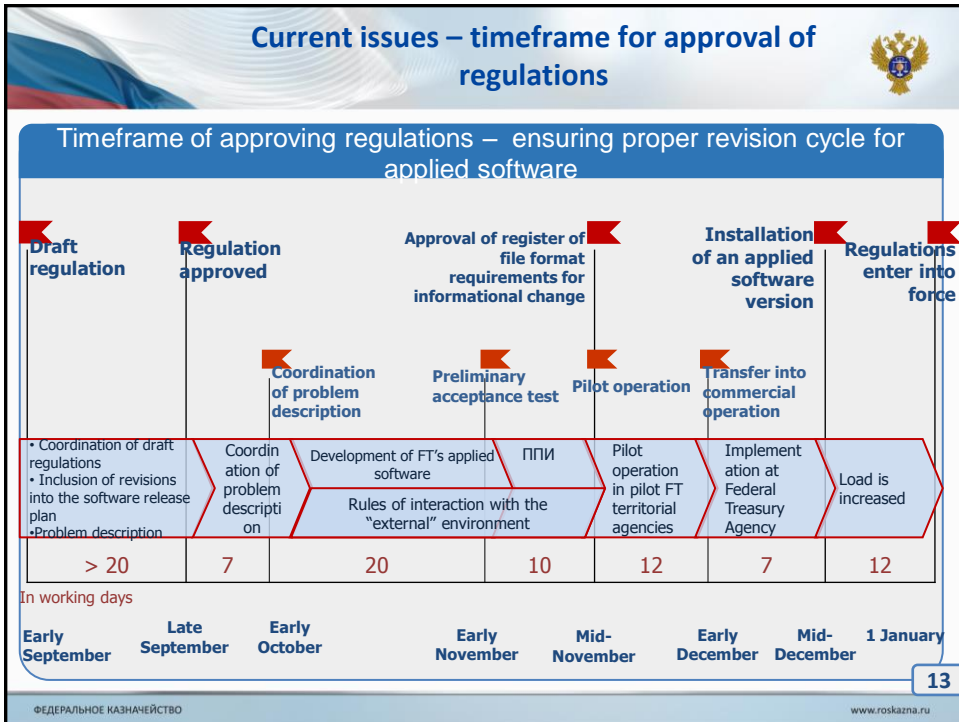 Current issues – timeframe for approval of
regulations
Timeframe of approving regulations – ensuring proper revision cycle for
applied software
Draft
regulation
Regulation
approved
Approval of register of
file format
requirements for
informational change
Installation
of an applied
software
version
Regulations
enter into
force
Coordination
of problem
description
Preliminary
acceptance test
Pilot operation
Transfer into
commercial
operation
• Coordination of draft
regulations
• Inclusion of revisions
into the software release
plan
•Problem description
Coordin
ation of
problem
descripti
on
Development of FT's applied
software
ППИ
Rules of interaction with the
“external” environment
Pilot
operation
in pilot FT
territorial
agencies
Implement
ation at
Federal
Treasury
Agency
Load is
increased
> 20
7
20
10
12
7
12
In working days
Early
September
Late
September
Early
October
Early
November
Mid-
November
Early
December
Mid-
December
1 January
13
ФЕДЕРАЛЬНОЕ КАЗНАЧЕЙСТВО
www.roskazna.ru